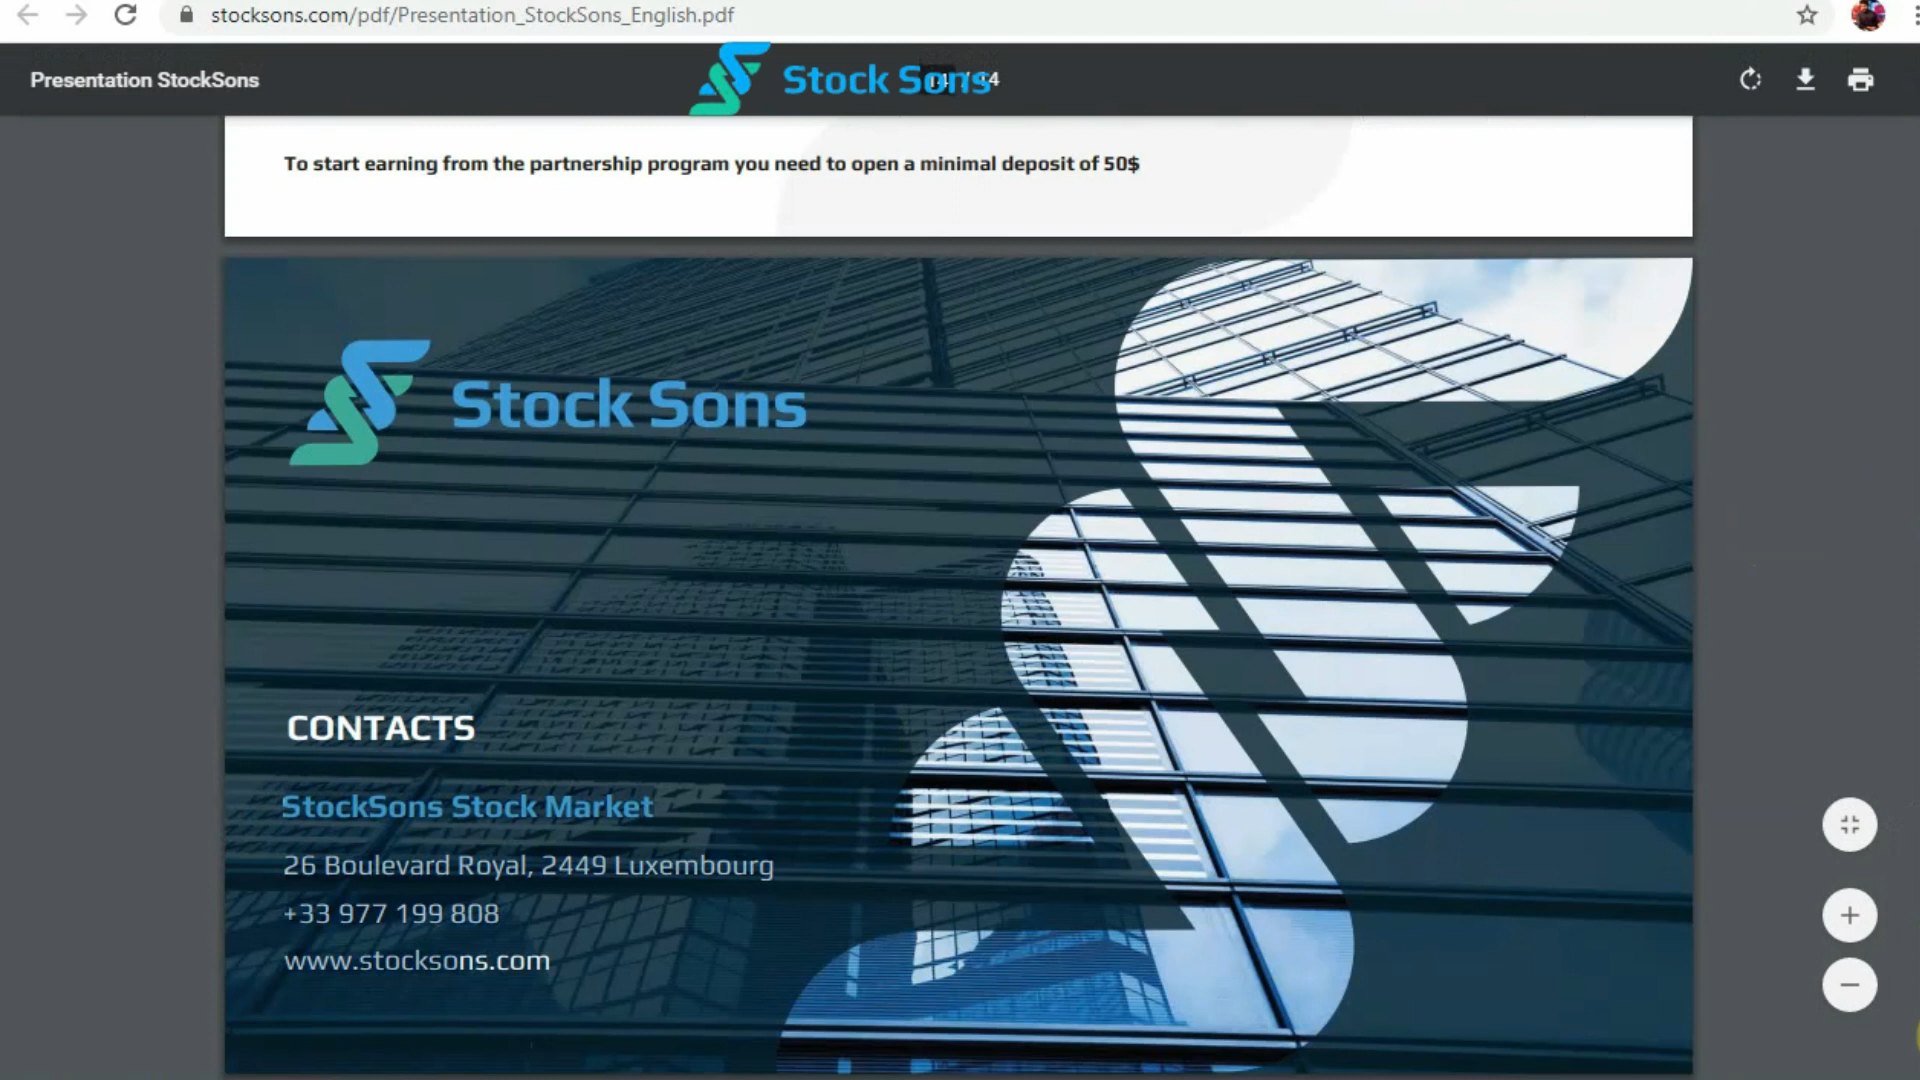 stocksons.com/pdf/Presentation_StockSons_English.pdf
Presentation StockSons
Stock Sons
14 / 14
To start earning from the partnership program you need to open a minimal deposit of 50$
Stock Sons
CONTACTS
StockSons Stock Market
26 Boulevard Royal, 2449 Luxembourg
+33 977 199 808
www.stocksons.com